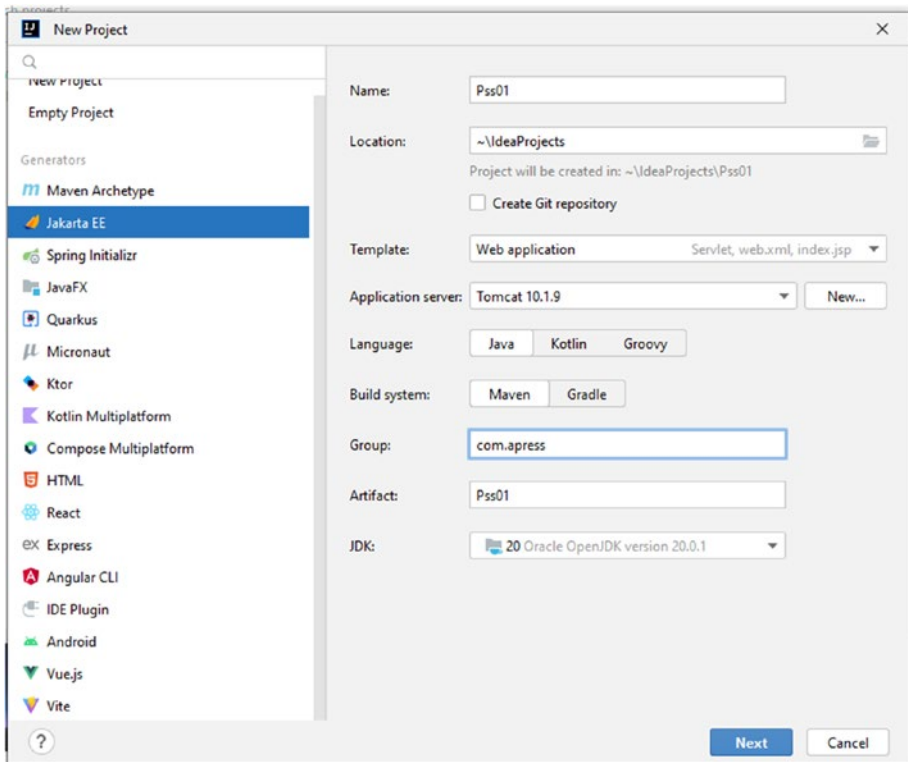 New Project
New Project
Empty Project
Generators
m Maven Archetype
Jakarta EE
Spring Initializr
JavaFX
Quarkus
μ Micronaut
Ktor
Kotlin Multiplatform
Compose Multiplatform
HTML
React
ex Express
Angular CLI
IDE Plugin
Android
Vue.js
Vite
?
Name: Pss01
Location: ~\IdeaProjects
Project will be created in: ~\IdeaProjects\Pss01
Create Git repository
Template: Web application Servlet, web.xml, index.jsp
Application server: Tomcat 10.1.9 New...
Language: Java Kotlin Groovy
Build system: Maven Gradle
Group: com.apress
Artifact: Pss01
JDK: 20 Oracle OpenJDK version 20.0.1
Next Cancel